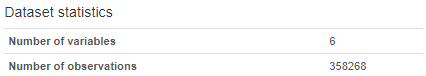 Dataset statistics
Number of variables 6
Number of observations 358268